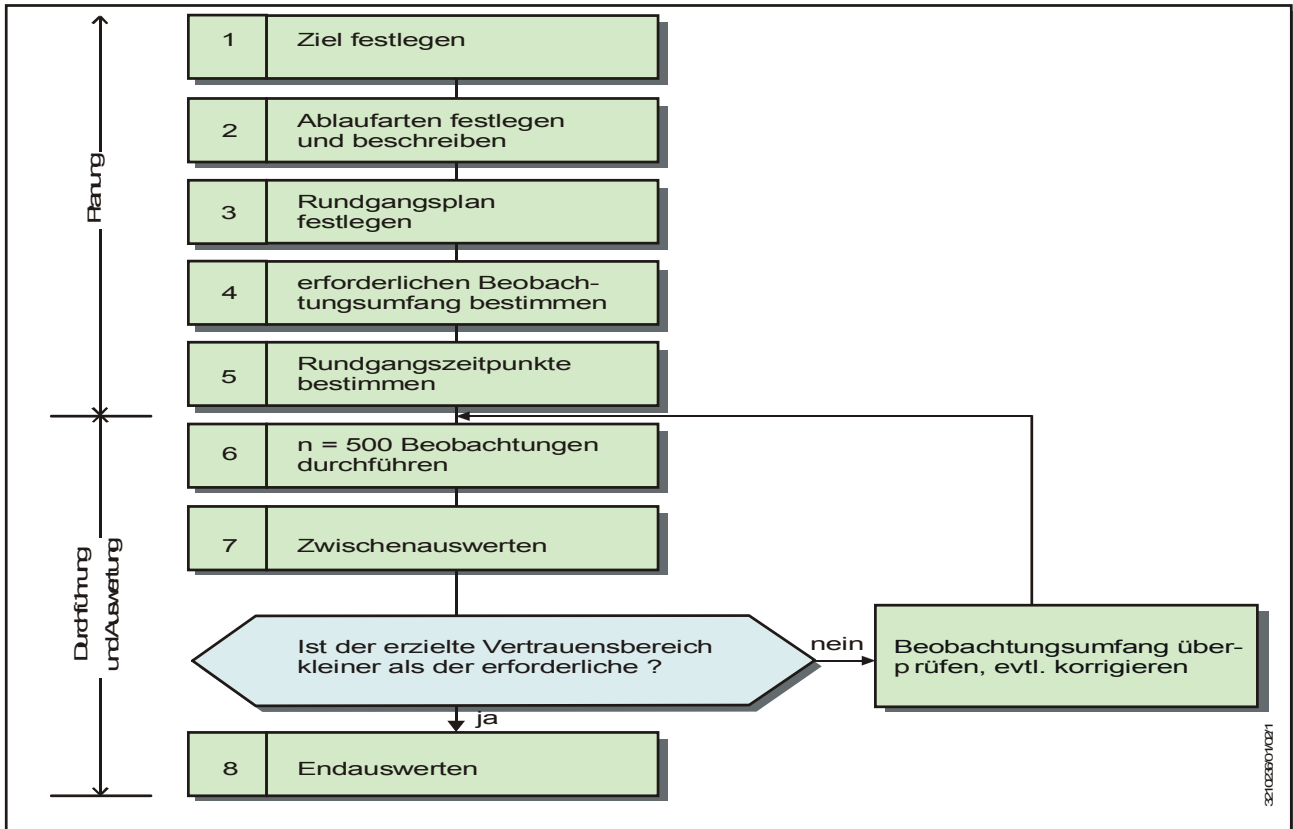 1 Ziel festlegen
2 Ablaufarten festlegen
und beschreiben
3 Rundgangsplan
festlegen
4 erforderlichen Beobach-
tungsumfang bestimmen
5 Rundgangszeitpunkte
bestimmen
Planung
6 n = 500 Beobachtungen
durchführen
7 Zwischenauswerten
Ist der erzielte Vertrauensbereich
kleiner als der erforderliche ?
nein
Beobachtungsumfang über-
prüfen, evtl. korrigieren
ja
8 Endauswerten
Durchführung
und Auswertung